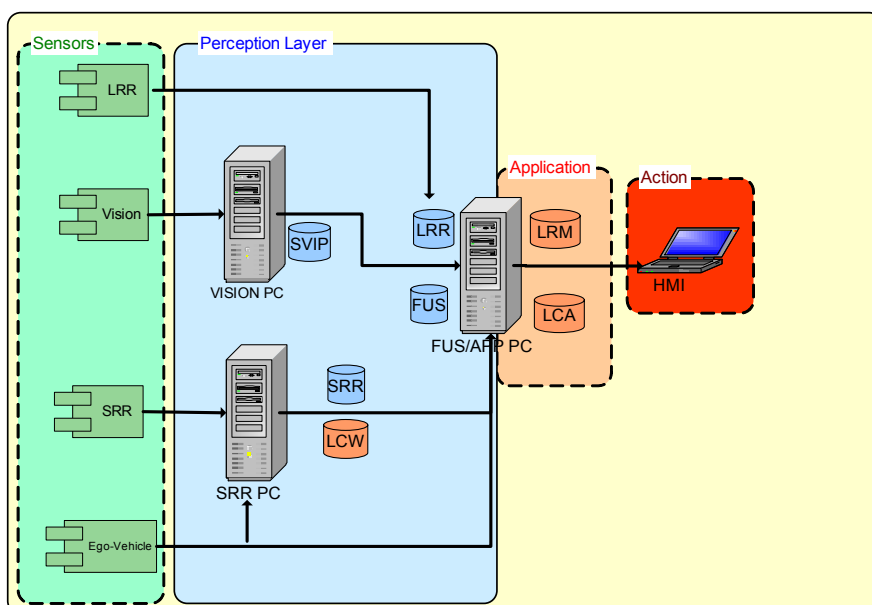 Sensors
Perception Layer
LRR
Application
Action
Vision
SVIP
LRR
LRM
VISION PC
HMI
FUS
LCA
FUS/APP PC
SRR
SRR
LCW
SRR PC
Ego-Vehicle